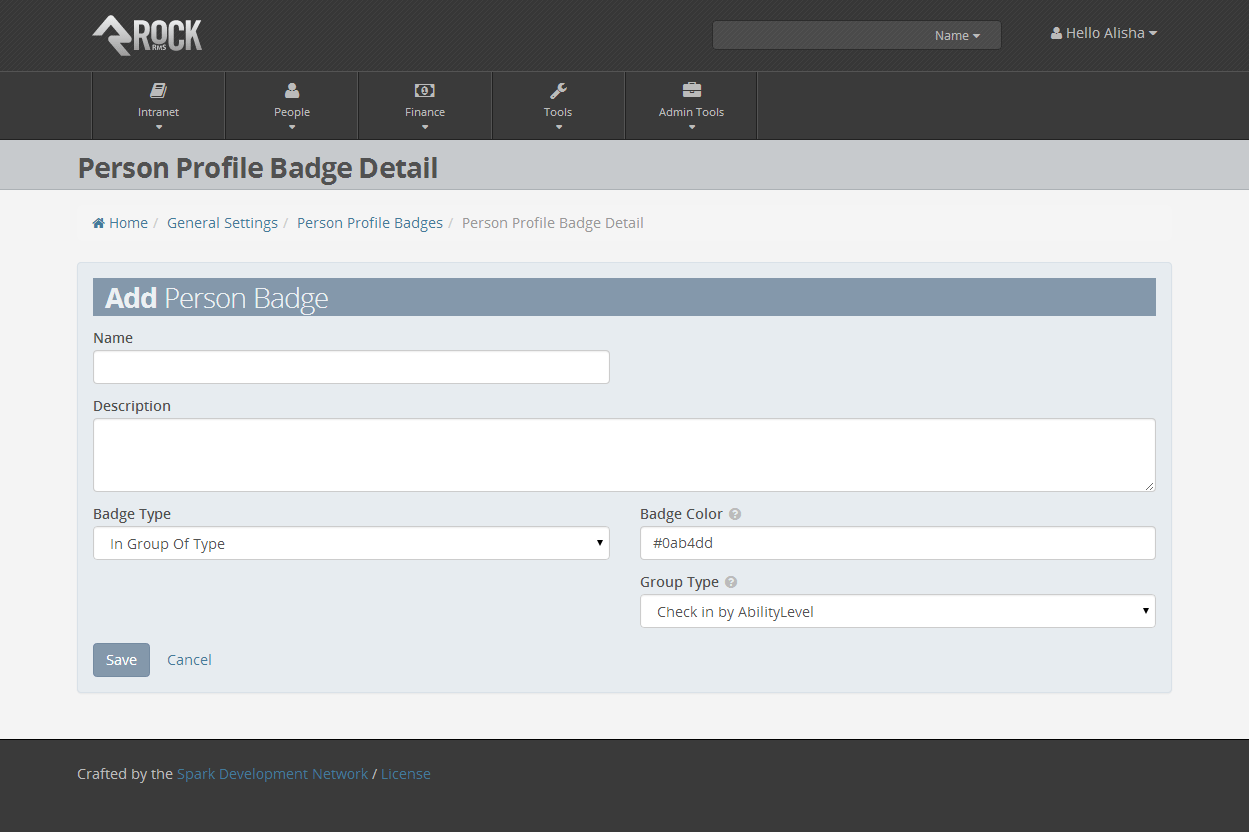 ROCK
RMS
Name
Hello Alisha
Intranet
People
Finance
Tools
Admin Tools
Person Profile Badge Detail
Home / General Settings / Person Profile Badges / Person Profile Badge Detail
Add Person Badge
Name
Description
Badge Type
Badge Color ?
In Group Of Type
#0ab4dd
Group Type ?
Check in by AbilityLevel
Save
Cancel
Crafted by the Spark Development Network / License